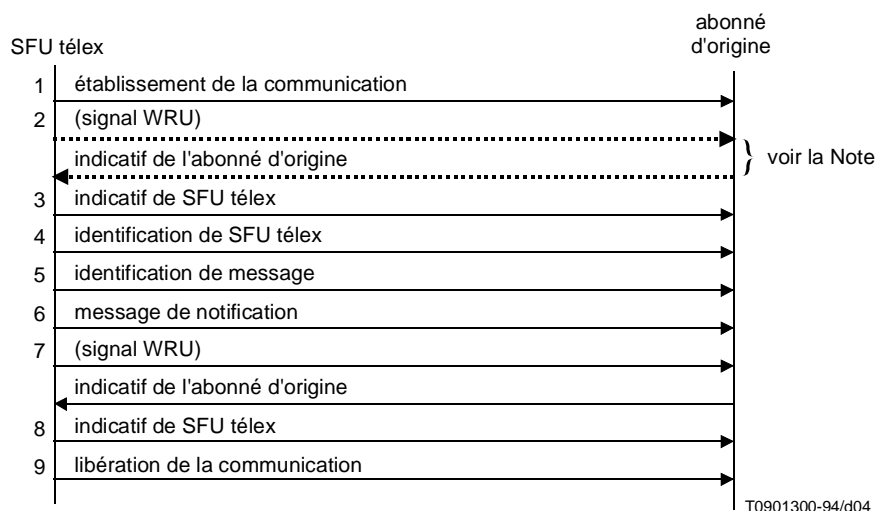 abonné
d'origine
SFU télex
1 établissement de la communication
2 (signal WRU)
indicatif de l'abonné d'origine
} voir la Note
3 indicatif de SFU télex
4 identification de SFU télex
5 identification de message
6 message de notification
7 (signal WRU)
indicatif de l'abonné d'origine
8 indicatif de SFU télex
9 libération de la communication
T0901300-94/d04